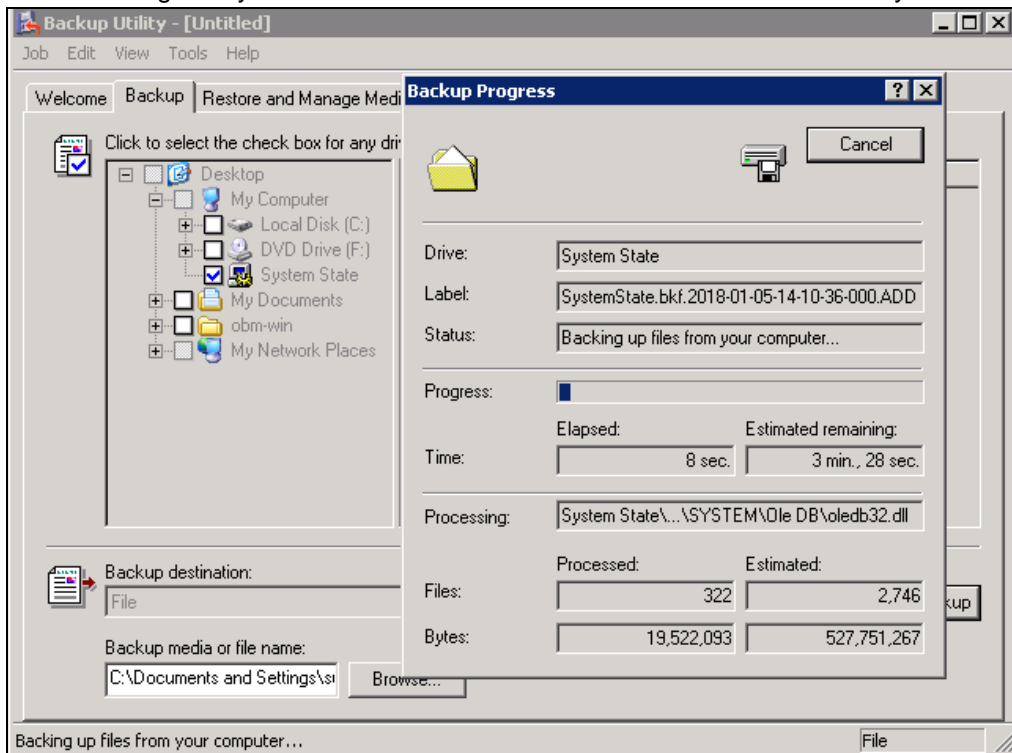 Backup Utility - [Untitled]
Job Edit View Tools Help
Welcome Backup Restore and Manage Medi
Click to select the check box for any dri
Desktop
My Computer
Local Disk (C:)
DVD Drive (F:)
System State
My Documents
obm-win
My Network Places
Backup destination:
File
Backup media or file name:
C:\Documents and Settings\s
Browse...
kup
Backup Progress
Cancel
Drive: System State
Label: SystemState.bkf.2018-01-05-14-10-36-000.ADD
Status: Backing up files from your computer...
Progress:
Elapsed: Estimated remaining:
Time: 8 sec. 3 min., 28 sec.
Processing: System State\...\SYSTEM\Ole DB\oledb32.dll
Processed: Estimated:
Files: 322 2,746
Bytes: 19,522,093 527,751,267
Backing up files from your computer... File